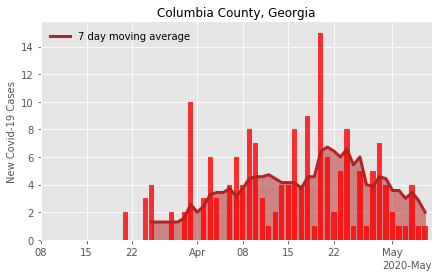 Columbia County, Georgia
7 day moving average
New Covid-19 Cases
14
12
10
8
6
4
2
0
08 15 22 Apr 08 15 22 May
2020-May